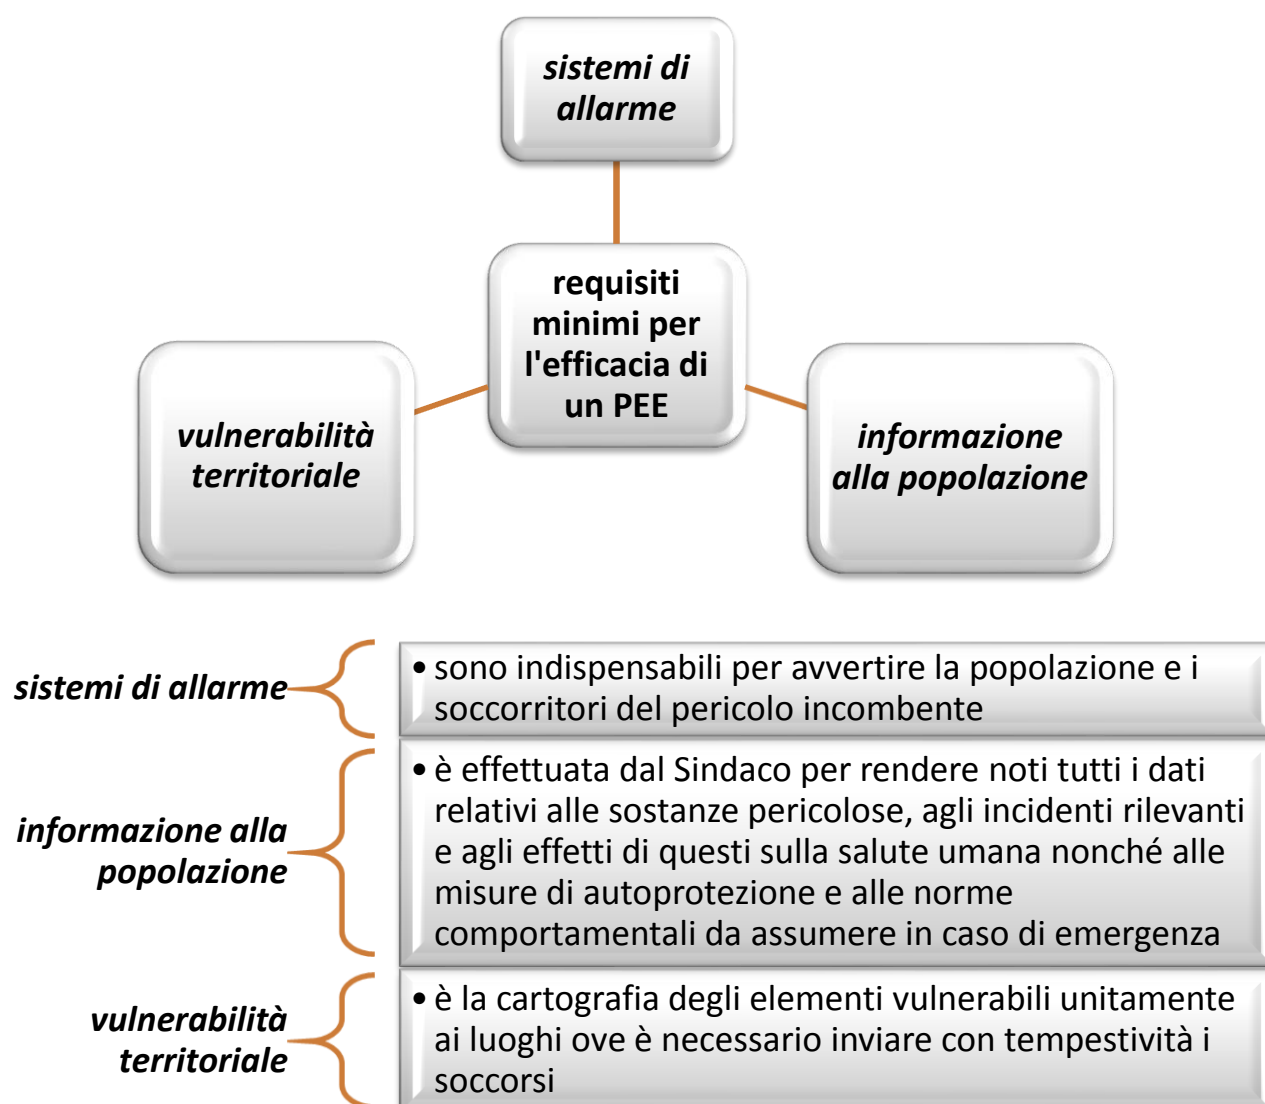 sistemi di
allarme
requisiti
minimi per
l'efficacia di
un PEE
vulnerabilità
territoriale
informazione
alla popolazione
sistemi di allarme
• sono indispensabili per avvertire la popolazione e i
soccorritori del pericolo incombente
informazione alla
popolazione
• è effettuata dal Sindaco per rendere noti tutti i dati
relativi alle sostanze pericolose, agli incidenti rilevanti
e agli effetti di questi sulla salute umana nonché alle
misure di autoprotezione e alle norme
comportamentali da assumere in caso di emergenza
vulnerabilità
territoriale
• è la cartografia degli elementi vulnerabili unitamente
ai luoghi ove è necessario inviare con tempestività i
soccorsi